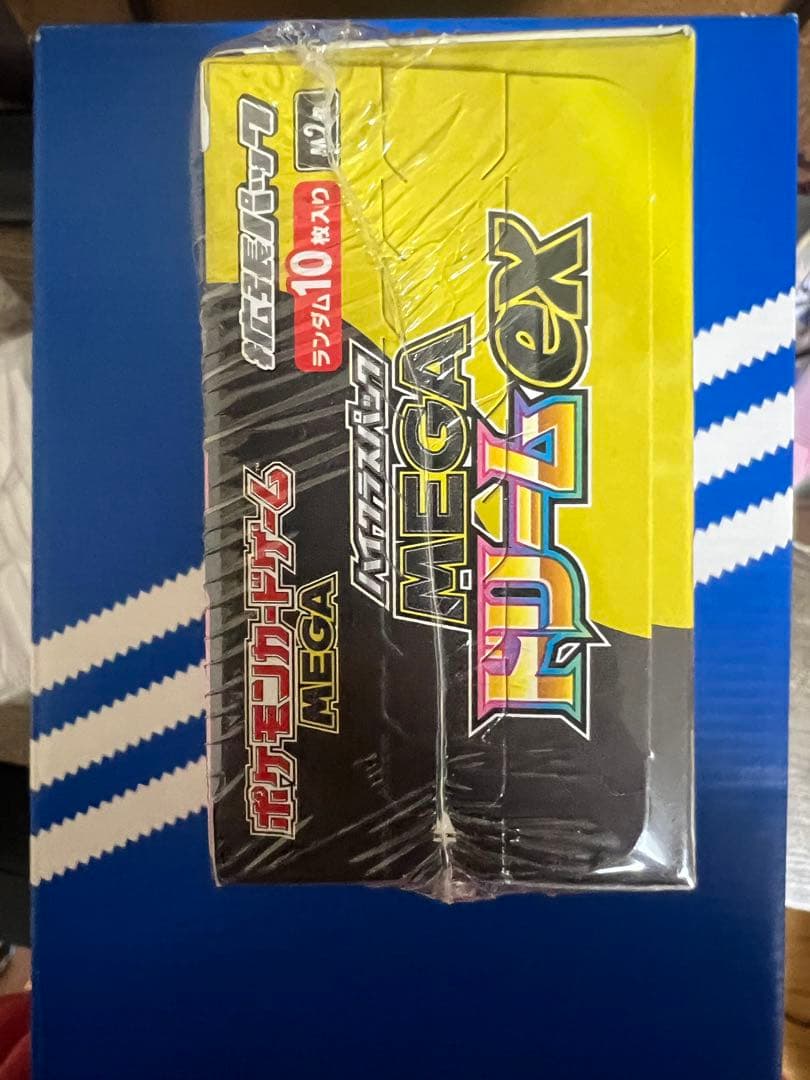 ポケモンカードゲーム™
MEGA
拡張パック
ランダム10枚入り
ハイクラスパック
MEGA
ドリームex